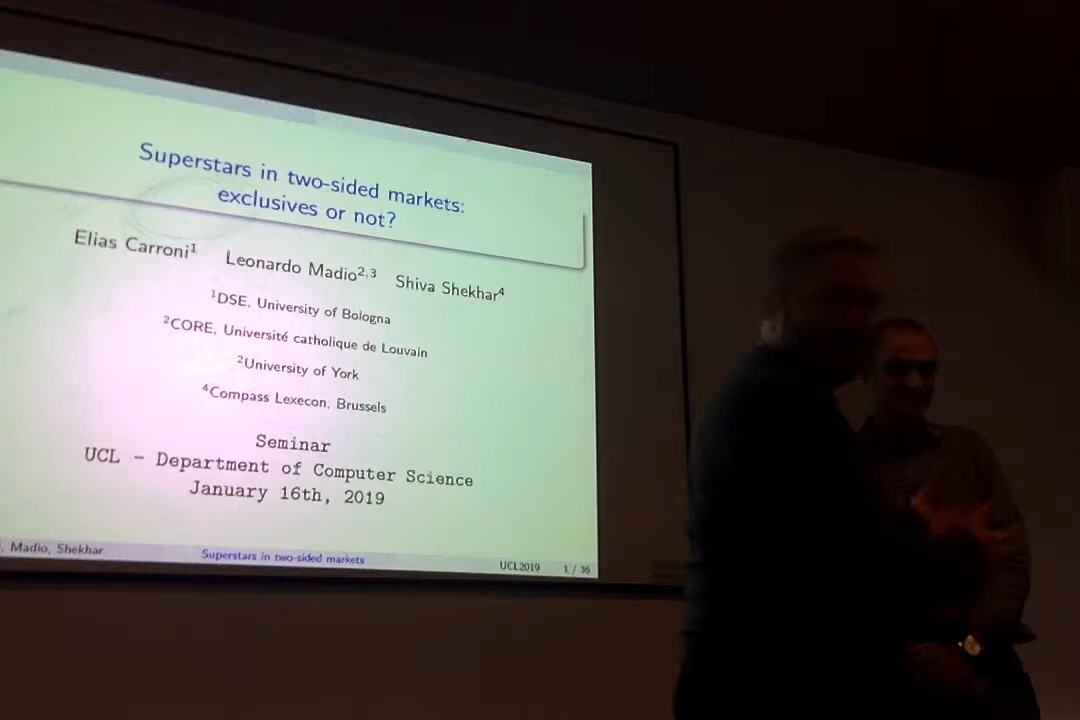 Superstars in two-sided markets:
exclusives or not?
Elias Carroni¹ Leonardo Madio²,³ Shiva Shekhar⁴
¹DSE, University of Bologna
²CORE, Université catholique de Louvain
²University of York
⁴Compass Lexecon, Brussels
Seminar
UCL – Department of Computer Science
January 16th, 2019
, Madio, Shekhar Superstars in two-sided markets UCL2019 1 / 36